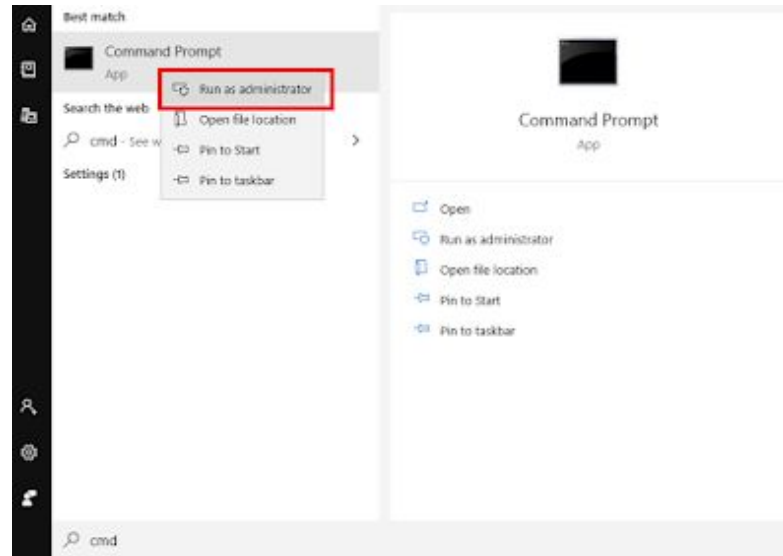 Best match
Command Prompt
App
Run as administrator
Search the web
Open file location
cmd - See w
Pin to Start
Settings (1)
Pin to taskbar
Command Prompt
App
Open
Run as administrator
Open file location
Pin to Start
Pin to taskbar
cmd